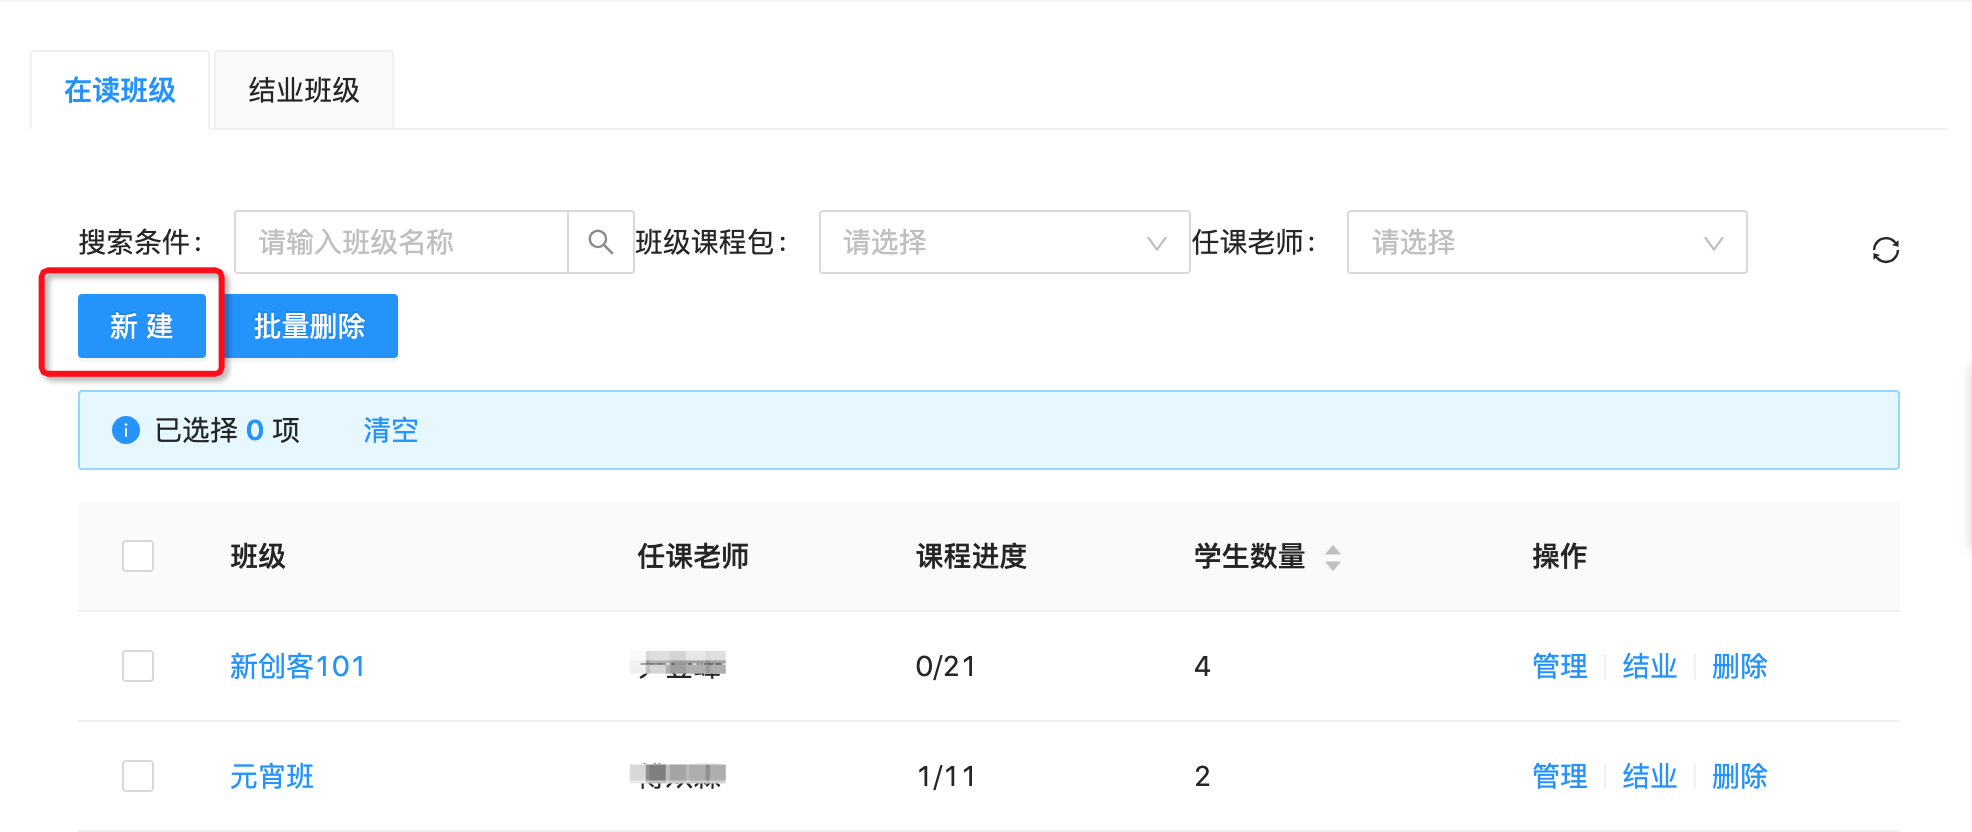 在读班级 结业班级
搜索条件： 请输入班级名称 班级课程包： 请选择 任课老师： 请选择
新 建 批量删除
已选择 0 项 清空
班级 任课老师 课程进度 学生数量 操作
新创客101 0/21 4 管理 结业 删除
元宵班 1/11 2 管理 结业 删除